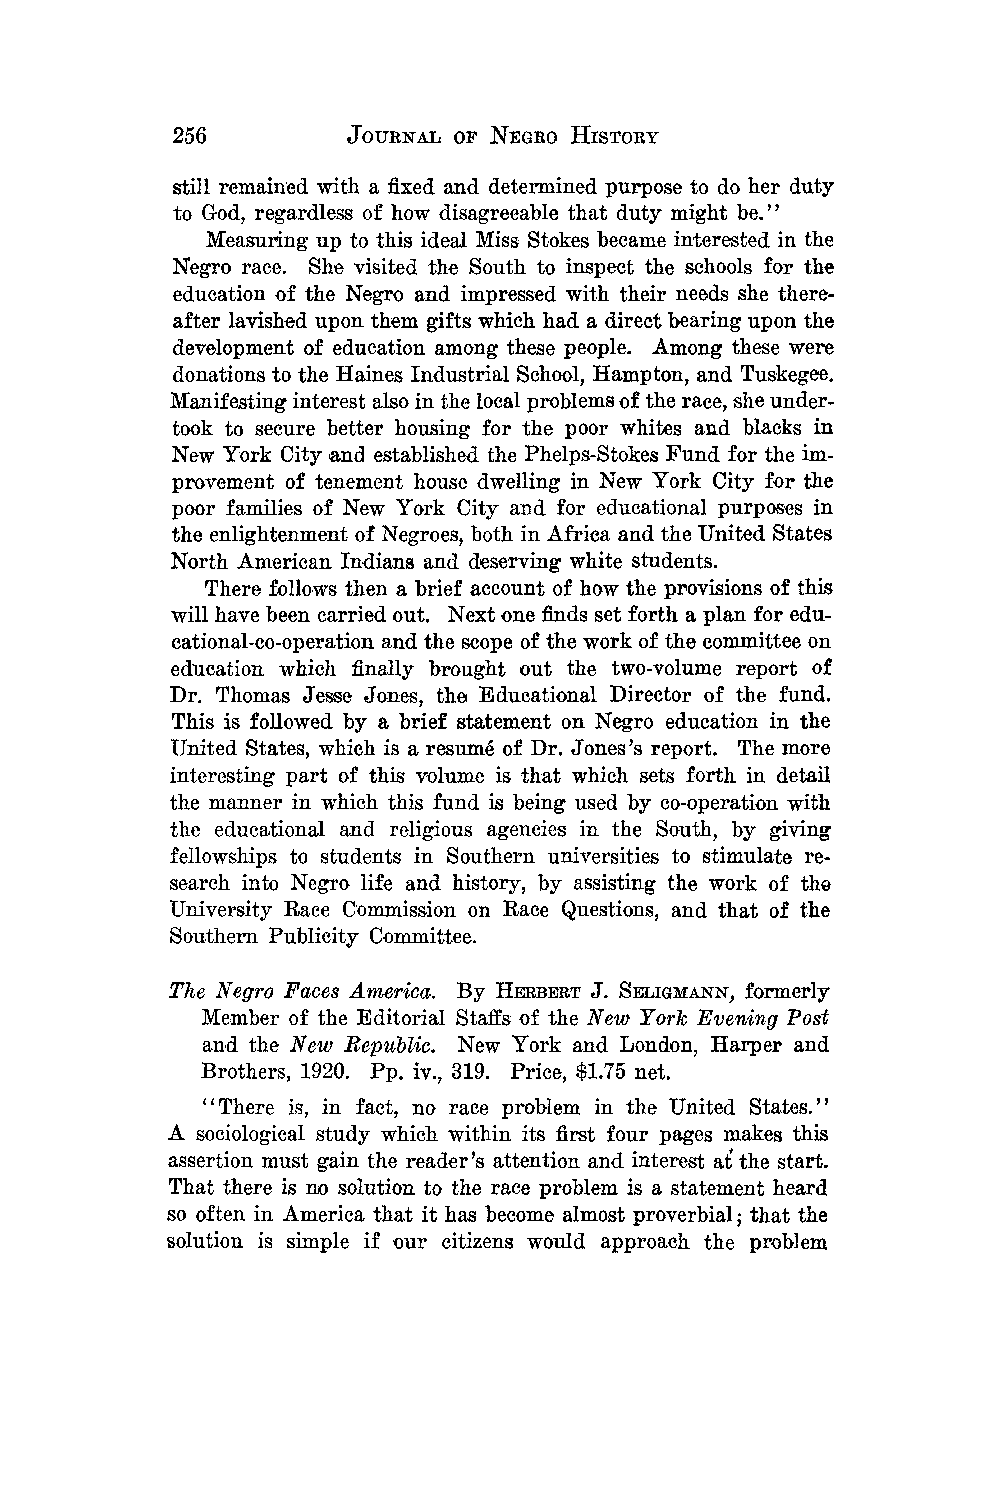 256 JOURNAL OF NEGRO HISTORY
still remained with a fixed and determined purpose to do her duty
to God, regardless of how disagreeable that duty might be.''
Measuring up to this ideal Miss Stokes became interested in the
Negro race. She visited the South to inspect the schools for the
education of the Negro and impressed with their needs she there-
after lavished upon them gifts which had a direct bearing upon the
development of education among these people. Among these were
donations to the Haines Industrial School, Hampton, and Tuskegee.
Manifesting interest also in the local problems of the race, she under-
took to secure better housing for the poor whites and blacks in
New York City and established the Phelps-Stokes Fund for the im-
provement of tenement house dwelling in New York City for the
poor families of New York City and for educational purposes in
the enlightenment of Negroes, both in Africa and the United States
North American Indians and deserving white students.
There follows then a brief account of how the provisions of this
will have been carried out. Next one finds set forth a plan for edu-
cational-co-operation and the scope of the work of the committee on
education which finally brought out the two-volume report of
Dr. Thomas Jesse Jones, the Educational Director of the fund.
This is followed by a brief statement on Negro education in the
United States, which is a resumé of Dr. Jones's report. The more
interesting part of this volume is that which sets forth in detail
the manner in which this fund is being used by co-operation with
the educational and religious agencies in the South, by giving
fellowships to students in Southern universities to stimulate re-
search into Negro life and history, by assisting the work of the
University Race Commission on Race Questions, and that of the
Southern Publicity Committee.
The Negro Faces America. By HERBERT J. SELIGMANN, formerly
Member of the Editorial Staffs of the New York Evening Post
and the New Republic. New York and London, Harper and
Brothers, 1920. Pp. iv., 319. Price, $1.75 net.
''There is, in fact, no race problem in the United States.''
A sociological study which within its first four pages makes this
assertion must gain the reader's attention and interest at the start.
That there is no solution to the race problem is a statement heard
so often in America that it has become almost proverbial; that the
solution is simple if our citizens would approach the problem